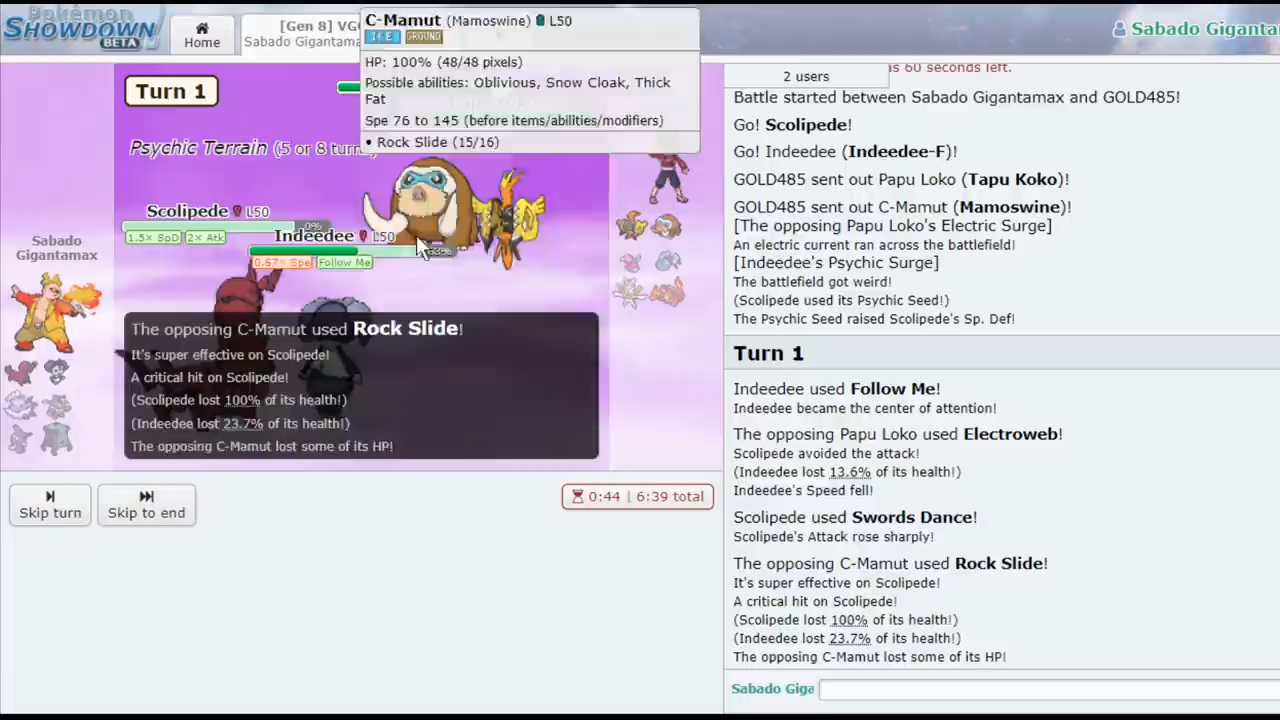 Pokémon
SHOWDOWN
BETA
Home
[Gen 8] VG
Sabado Gigantama
C-Mamut (Mamoswine) L50
ICE GROUND
HP: 100% (48/48 pixels)
Possible abilities: Oblivious, Snow Cloak, Thick
Fat
Spe 76 to 145 (before items/abilities/modifiers)
• Rock Slide (15/16)
Sabado Giganta
Turn 1
Psychic Terrain (5 or 8 turn
Scolipede L50
0%
1.5× SpD 2× Atk
Indeedee L50
0.67× Spe Follow Me
Sabado
Gigantamax
The opposing C-Mamut used Rock Slide!
It's super effective on Scolipede!
A critical hit on Scolipede!
(Scolipede lost 100% of its health!)
(Indeedee lost 23.7% of its health!)
The opposing C-Mamut lost some of its HP!
Skip turn
Skip to end
0:44 | 6:39 total
2 users
as 60 seconds left.
Battle started between Sabado Gigantamax and GOLD485!
Go! Scolipede!
Go! Indeedee (Indeedee-F)!
GOLD485 sent out Papu Loko (Tapu Koko)!
GOLD485 sent out C-Mamut (Mamoswine)!
[The opposing Papu Loko's Electric Surge]
An electric current ran across the battlefield!
[Indeedee's Psychic Surge]
The battlefield got weird!
(Scolipede used its Psychic Seed!)
The Psychic Seed raised Scolipede's Sp. Def!
Turn 1
Indeedee used Follow Me!
Indeedee became the center of attention!
The opposing Papu Loko used Electroweb!
Scolipede avoided the attack!
(Indeedee lost 13.6% of its health!)
Indeedee's Speed fell!
Scolipede used Swords Dance!
Scolipede's Attack rose sharply!
The opposing C-Mamut used Rock Slide!
It's super effective on Scolipede!
A critical hit on Scolipede!
(Scolipede lost 100% of its health!)
(Indeedee lost 23.7% of its health!)
The opposing C-Mamut lost some of its HP!
Sabado Giga